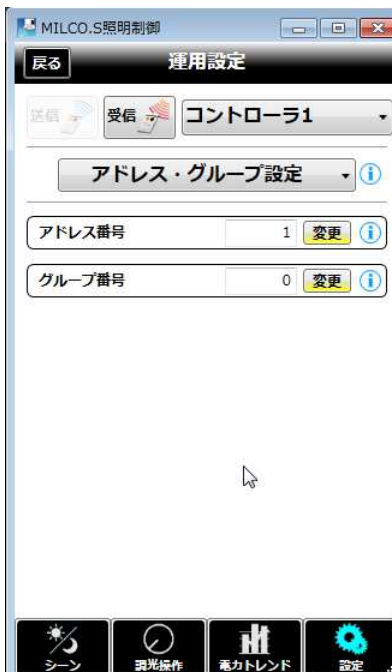 MILCO.S照明制御
戻る 運用設定
送信 受信 コントローラ1
アドレス・グループ設定
アドレス番号 1 変更
グループ番号 0 変更
シーン 調光操作 電力トレンド 設定